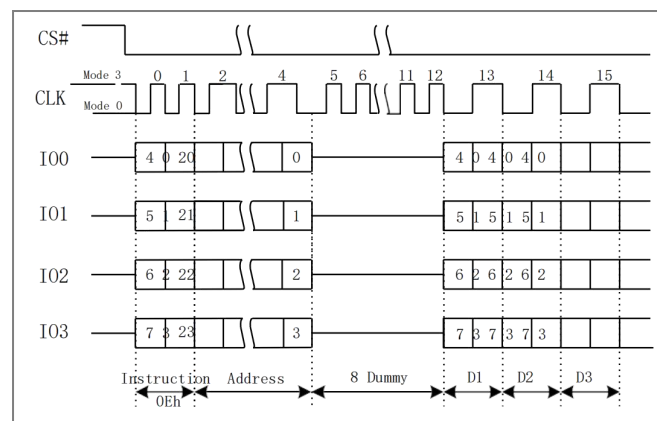 CS#
Mode 3 0 1 2 4 5 6 11 12 13 14 15
CLK
Mode 0
IO0 4 0 20 0 4 0 4 0 4 0
IO1 5 1 21 1 5 1 5 1 5 1
IO2 6 2 22 2 6 2 6 2 6 2
IO3 7 3 23 3 7 3 7 3 7 3
Instruction Address 8 Dummy D1 D2 D3
0Eh